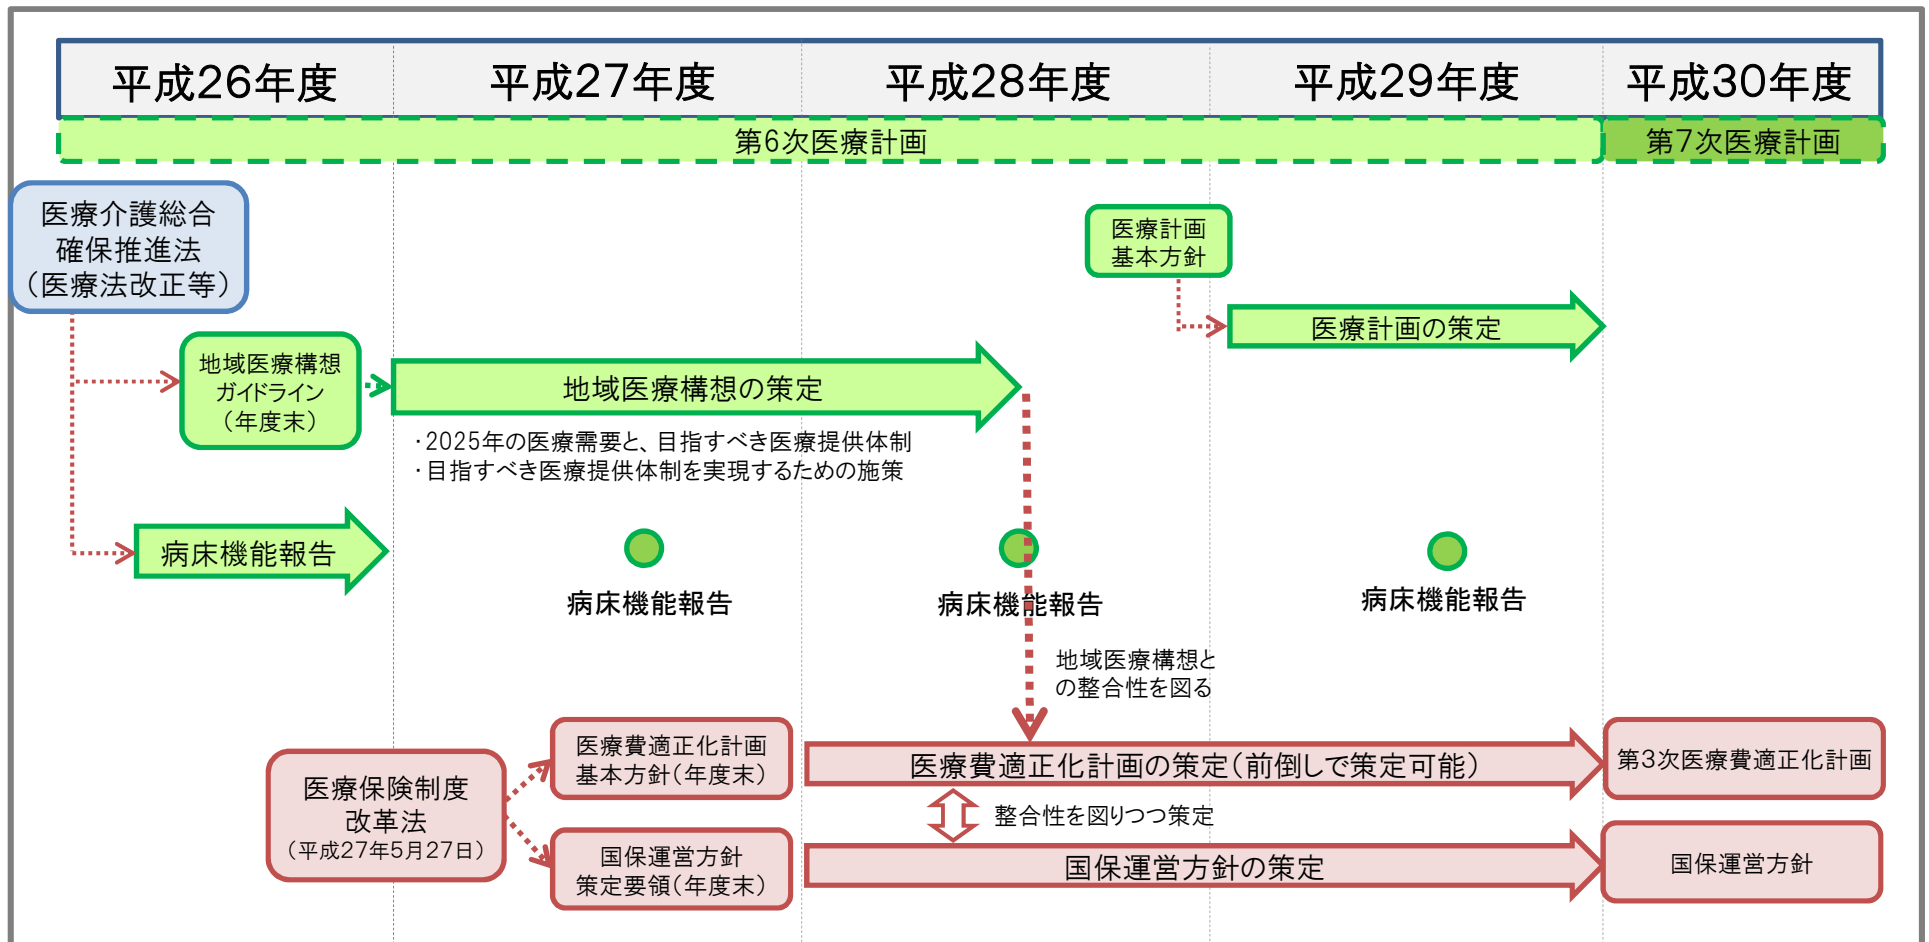 平成26年度
平成27年度
平成28年度
平成29年度
平成30年度
第6次医療計画
第7次医療計画
医療介護総合
確保推進法
（医療法改正等）
医療計画
基本方針
医療計画の策定
地域医療構想
ガイドライン
（年度末）
地域医療構想の策定
・2025年の医療需要と、目指すべき医療提供体制
・目指すべき医療提供体制を実現するための施策
病床機能報告
病床機能報告
病床機能報告
病床機能報告
地域医療構想と
の整合性を図る
医療保険制度
改革法
（平成27年5月27日）
医療費適正化計画
基本方針（年度末）
医療費適正化計画の策定（前倒しで策定可能）
第3次医療費適正化計画
整合性を図りつつ策定
国保運営方針
策定要領（年度末）
国保運営方針の策定
国保運営方針